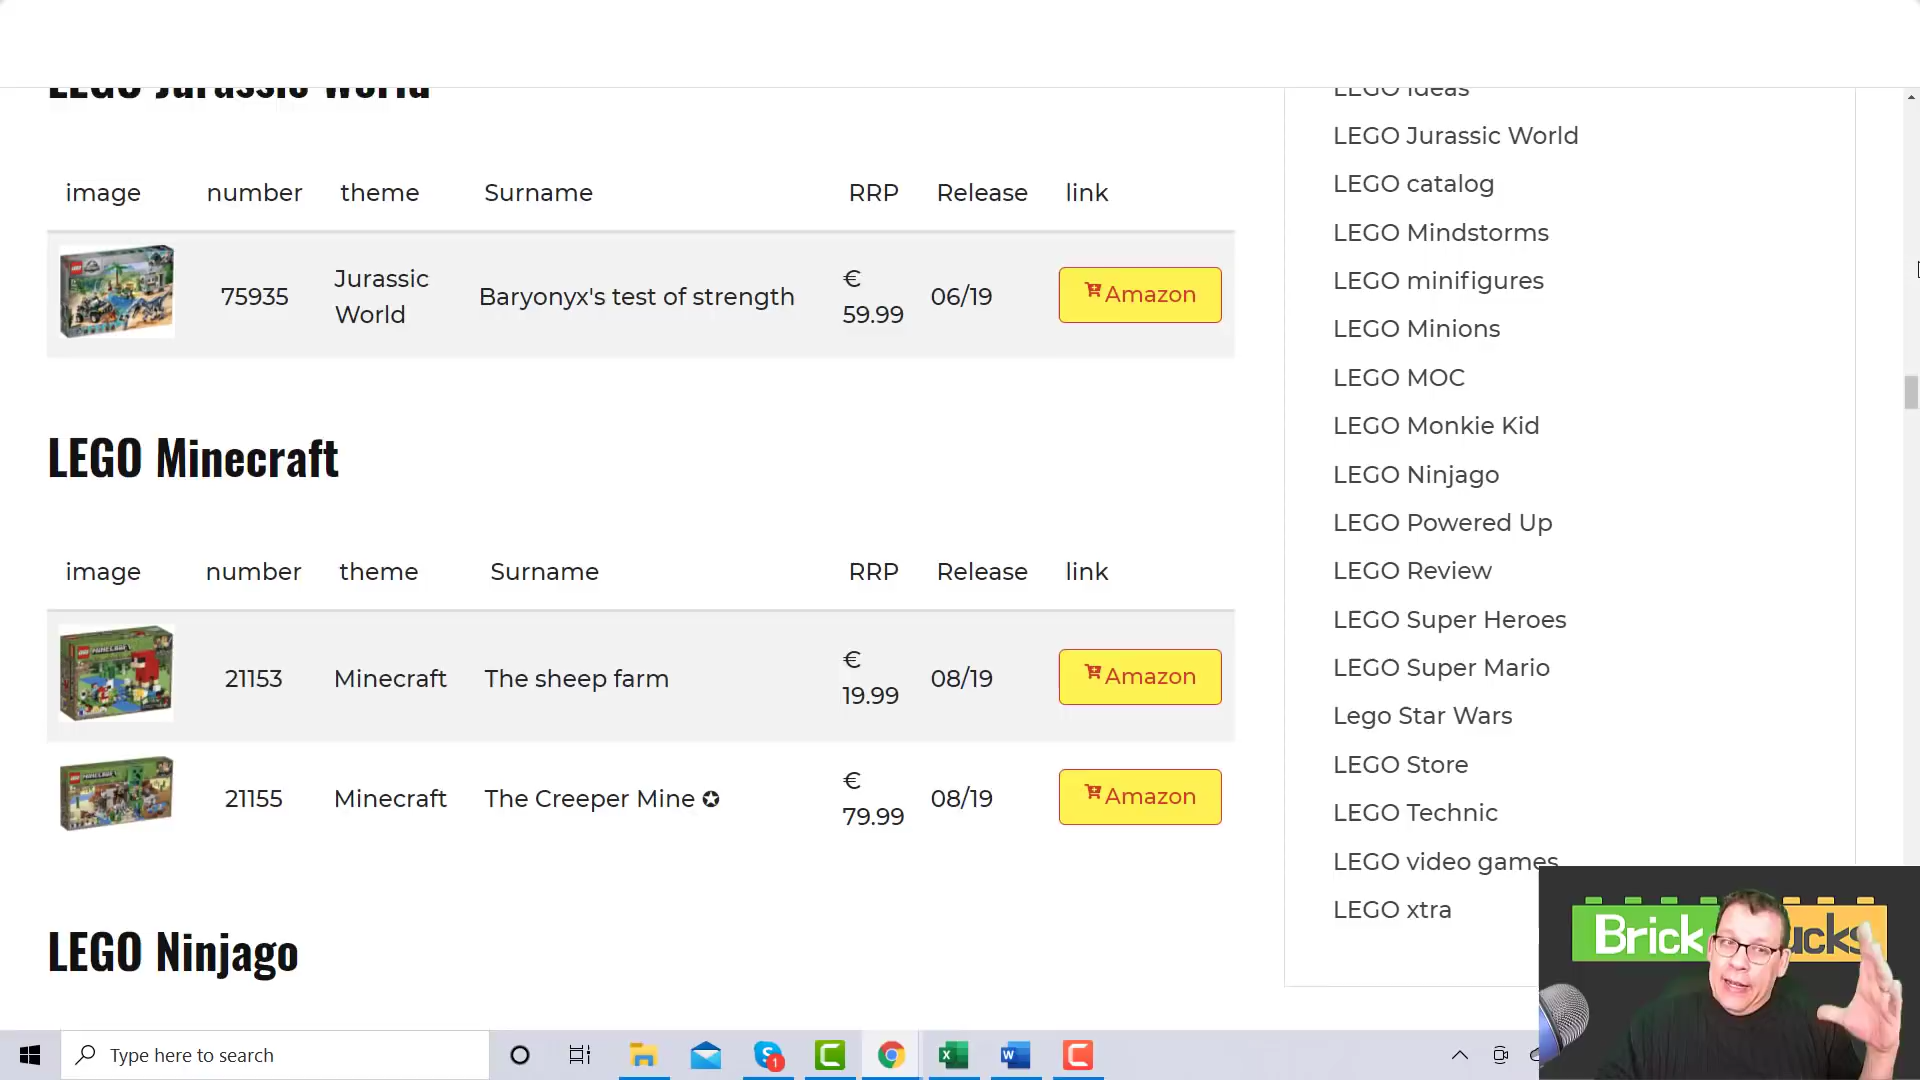 LEGO Jurassic World
image number theme Surname RRP Release link
75935 Jurassic World Baryonyx's test of strength € 59.99 06/19 Amazon
LEGO Minecraft
image number theme Surname RRP Release link
21153 Minecraft The sheep farm € 19.99 08/19 Amazon
21155 Minecraft The Creeper Mine ✪ € 79.99 08/19 Amazon
LEGO Ninjago
LEGO Ideas
LEGO Jurassic World
LEGO catalog
LEGO Mindstorms
LEGO minifigures
LEGO Minions
LEGO MOC
LEGO Monkie Kid
LEGO Ninjago
LEGO Powered Up
LEGO Review
LEGO Super Heroes
LEGO Super Mario
Lego Star Wars
LEGO Store
LEGO Technic
LEGO video games
LEGO xtra
Brick ucks
Type here to search
1